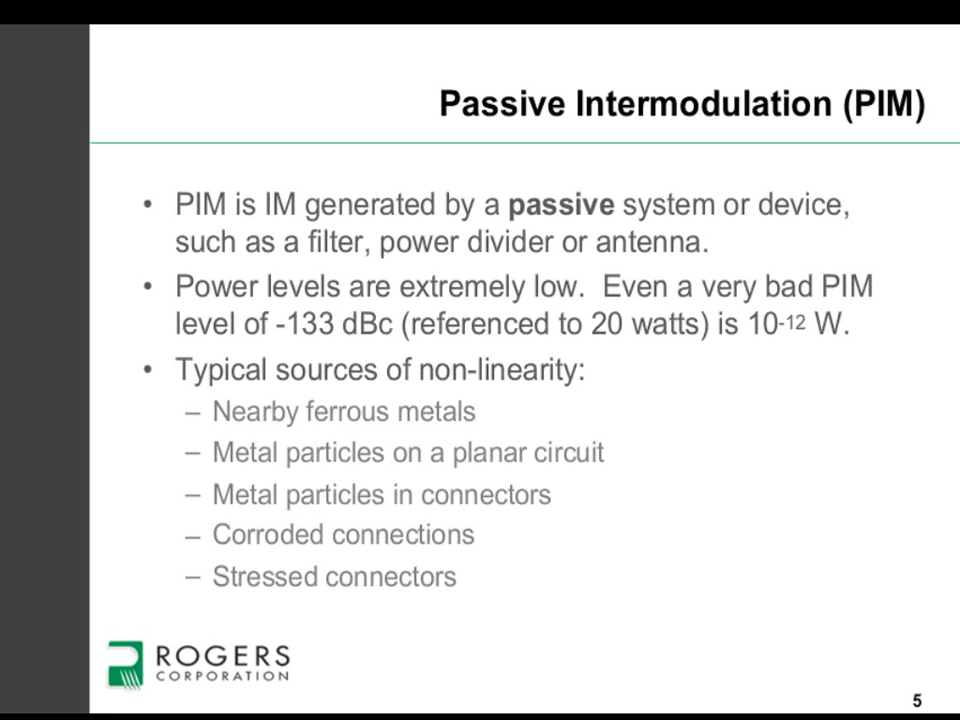 Passive Intermodulation (PIM)
• PIM is IM generated by a passive system or device,
such as a filter, power divider or antenna.
• Power levels are extremely low.  Even a very bad PIM
level of -133 dBc (referenced to 20 watts) is 10-12 W.
• Typical sources of non-linearity:
– Nearby ferrous metals
– Metal particles on a planar circuit
– Metal particles in connectors
– Corroded connections
– Stressed connectors
ROGERS
CORPORATION
5